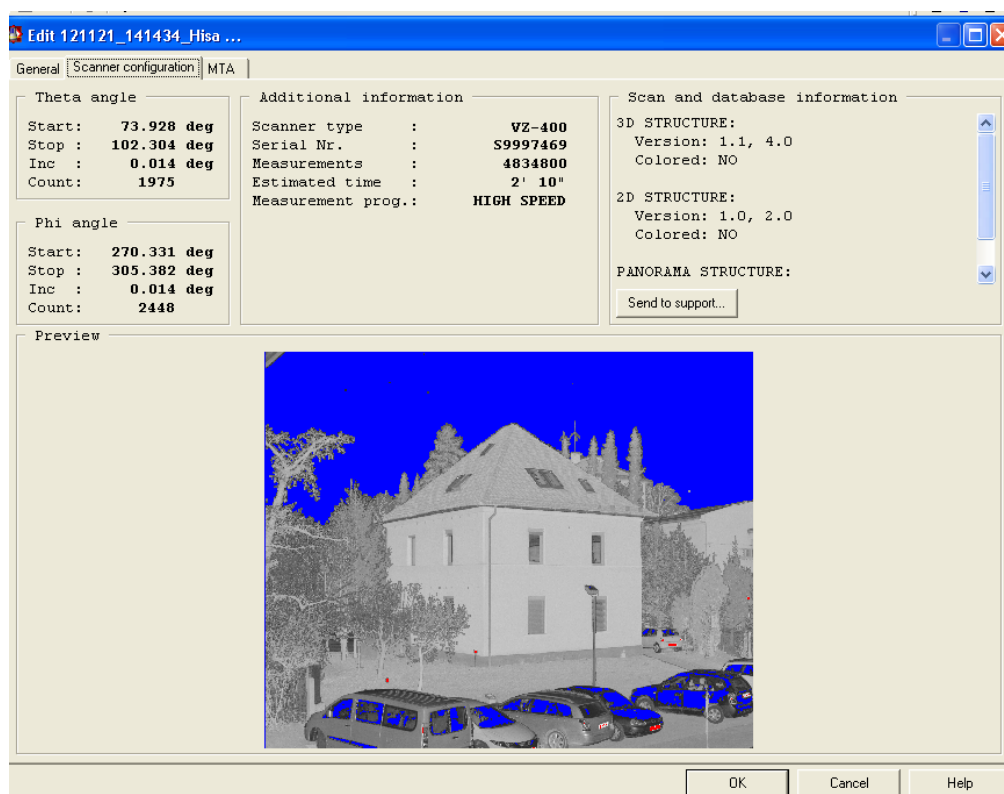 Edit 121121_141434_Hisa ...
General Scanner configuration MTA
Theta angle
Start: 73.928 deg
Stop : 102.304 deg
Inc : 0.014 deg
Count: 1975
Phi angle
Start: 270.331 deg
Stop : 305.382 deg
Inc : 0.014 deg
Count: 2448
Additional information
Scanner type : VZ-400
Serial Nr. : S9997469
Measurements : 4834800
Estimated time : 2' 10"
Measurement prog.: HIGH SPEED
Scan and database information
3D STRUCTURE:
Version: 1.1, 4.0
Colored: NO
2D STRUCTURE:
Version: 1.0, 2.0
Colored: NO
PANORAMA STRUCTURE:
Send to support...
Preview
OK Cancel Help